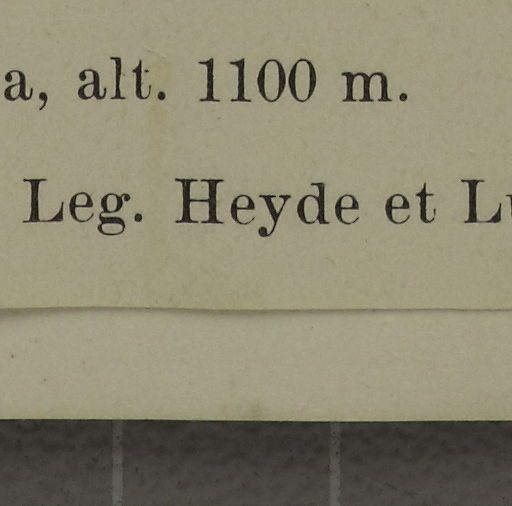 a, alt. 1100 m.
Leg. Heyde et